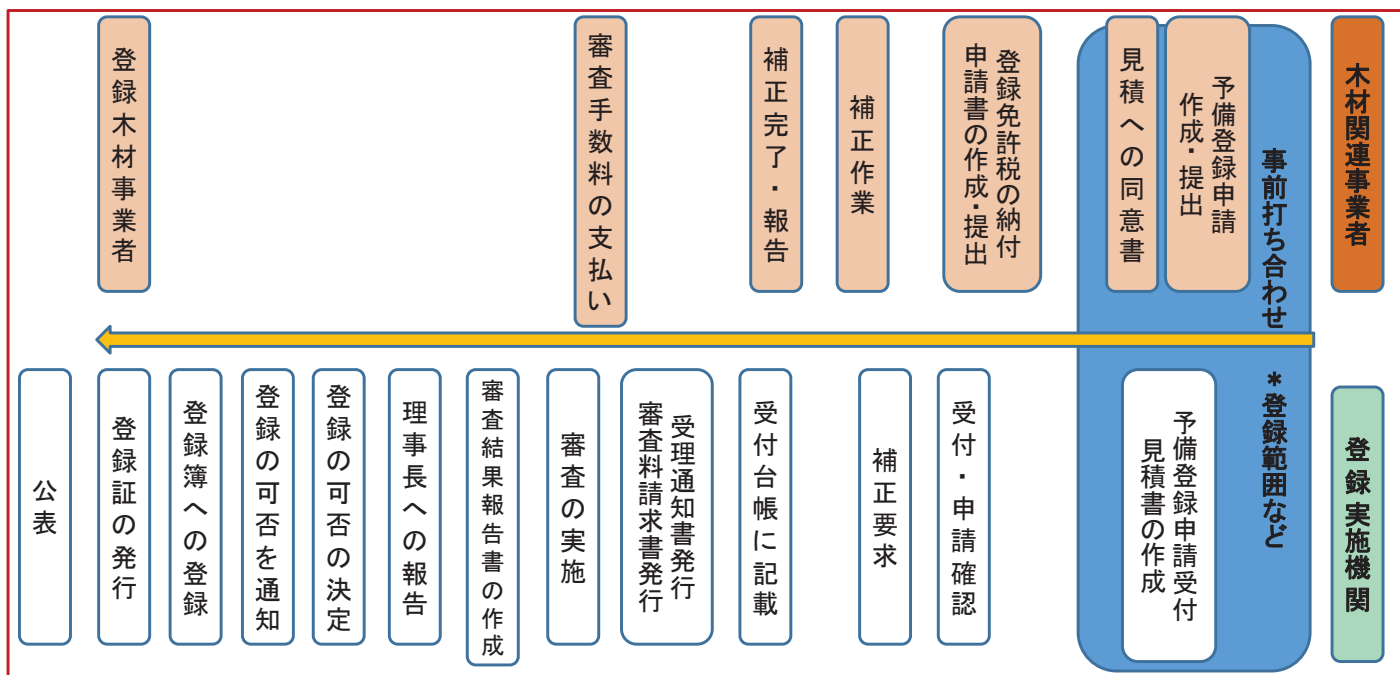 木材関連事業者
予備登録申請
作成・提出
見積への同意書
登録免許税の納付
申請書の作成・提出
補正作業
補正完了・報告
審査手数料の支払い
登録木材事業者
事前打ち合わせ ＊登録範囲など
登録実施機関
予備登録申請受付
見積書の作成
受付・申請確認
補正要求
受付台帳に記載
受理通知書発行
審査料請求書発行
審査の実施
審査結果報告書の作成
理事長への報告
登録の可否の決定
登録の可否を通知
登録簿への登録
登録証の発行
公表